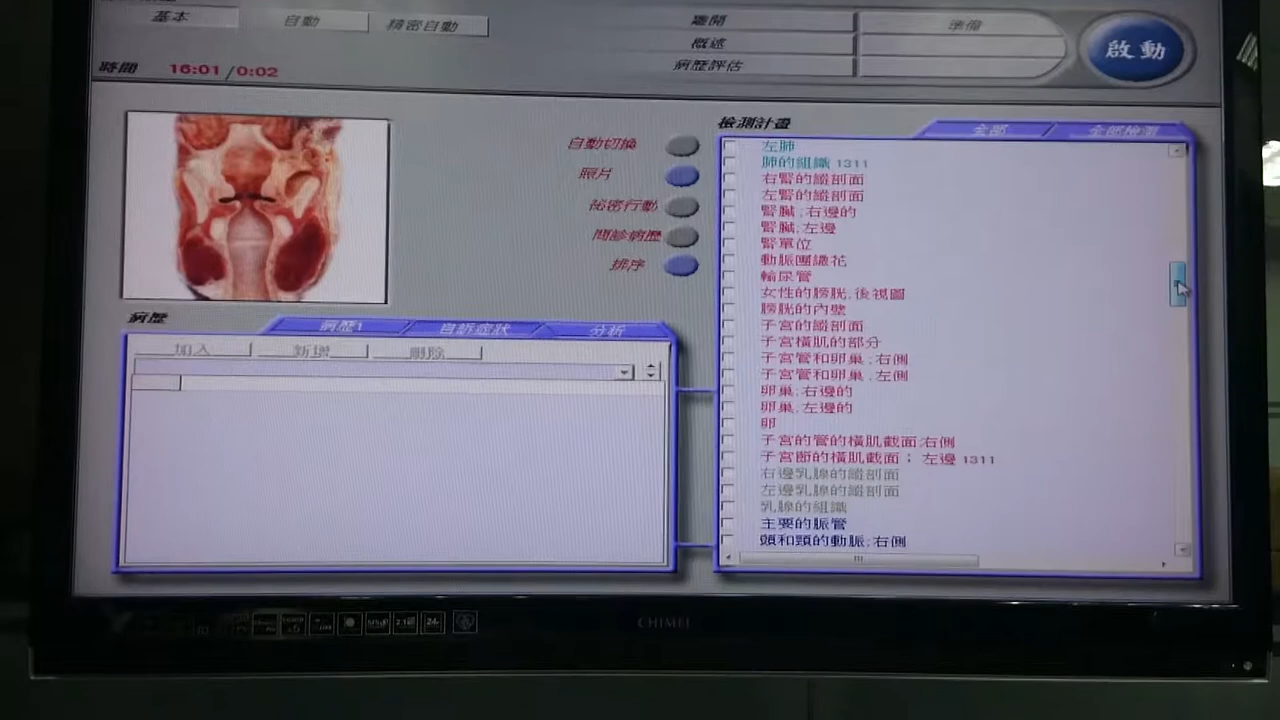 基本
自動
精密自動
離開
概述
病歷評估
準備
啟動
時間 16:01 /0:02
自動切換
照片
祕密行動
問診病歷
排序
病歷
病歷1
自訴症狀
分析
加入
新增
刪除
檢測計畫
全部
全部檢測
左肺
肺的組織 1311
右腎的縱剖面
左腎的縱剖面
腎臟;右邊的
腎臟;左邊
腎單位
動脈團繖花
輸尿管
女性的膀胱,後視圖
膀胱的內壁
子宮的縱剖面
子宮橫肌的部分
子宮管和卵巢;右側
子宮管和卵巢;左側
卵巢;右邊的
卵巢;左邊的
卵
子宮的管的橫肌截面;右側
子宮節的橫肌截面; 左邊 1311
右邊乳腺的縱剖面
左邊乳腺的縱剖面
乳腺的組織
主要的脈管
頭和頸的動脈;右側
CHIMEI